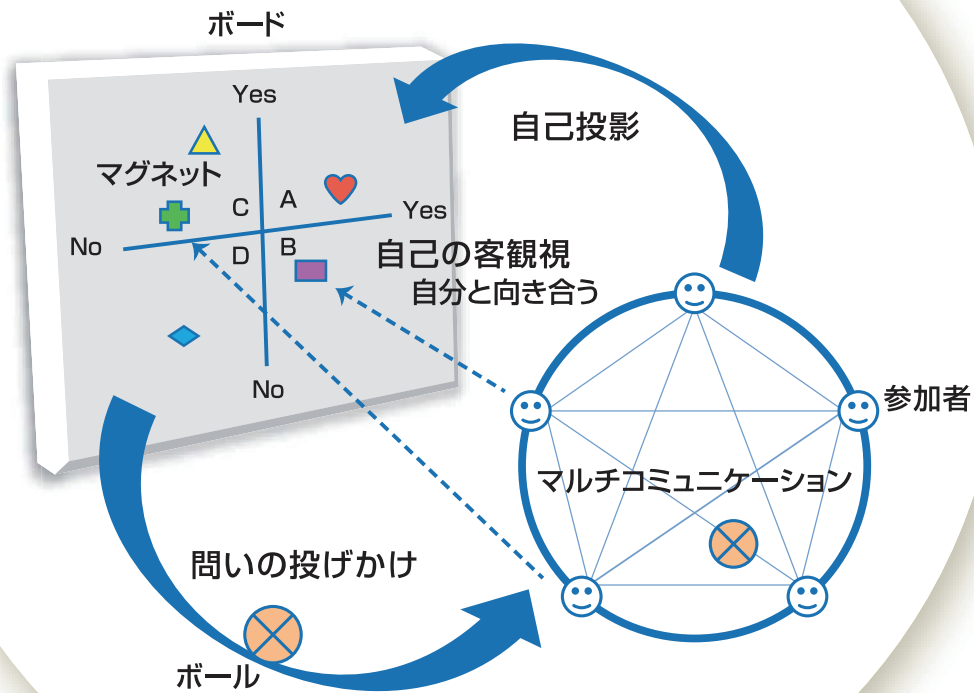 ボード
Yes
自己投影
マグネット
C
A
Yes
No
D
B
自己の客観視
自分と向き合う
No
参加者
マルチコミュニケーション
問いの投げかけ
ボール